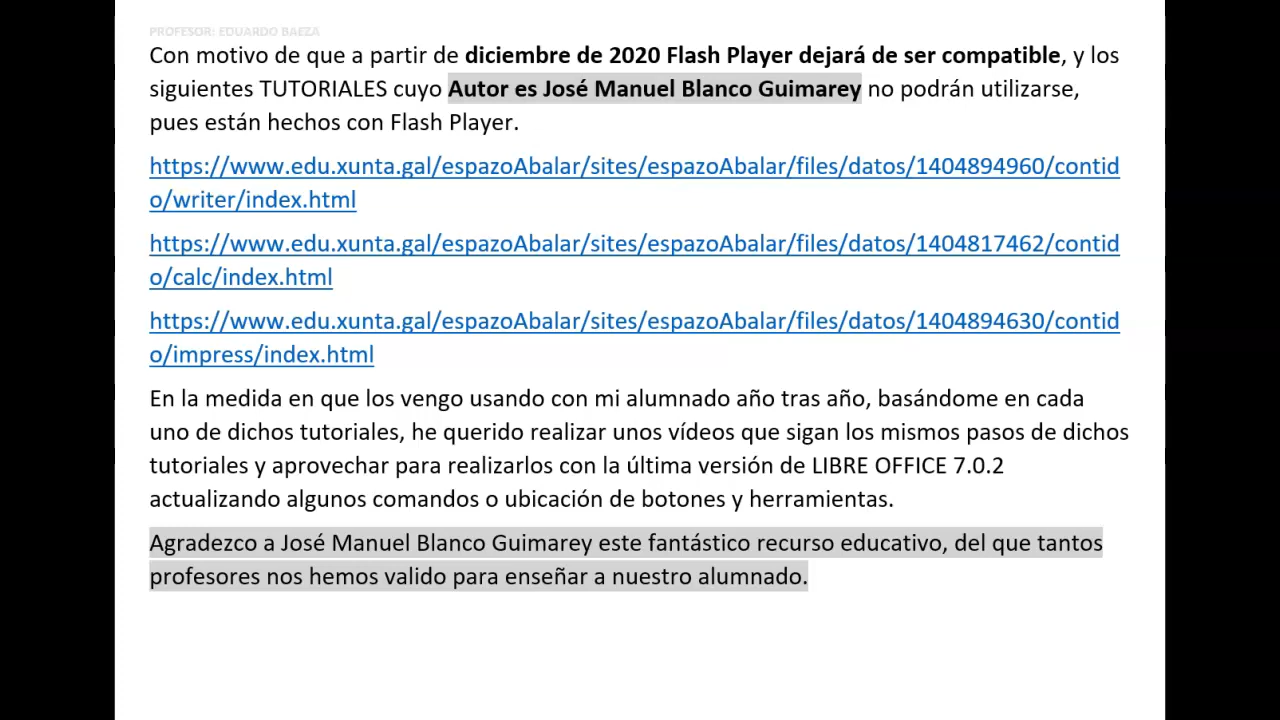 PROFESOR: EDUARDO BAEZA
Con motivo de que a partir de diciembre de 2020 Flash Player dejará de ser compatible, y los
siguientes TUTORIALES cuyo Autor es José Manuel Blanco Guimarey no podrán utilizarse,
pues están hechos con Flash Player.
https://www.edu.xunta.gal/espazoAbalar/sites/espazoAbalar/files/datos/1404894960/contid
o/writer/index.html
https://www.edu.xunta.gal/espazoAbalar/sites/espazoAbalar/files/datos/1404817462/contid
o/calc/index.html
https://www.edu.xunta.gal/espazoAbalar/sites/espazoAbalar/files/datos/1404894630/contid
o/impress/index.html
En la medida en que los vengo usando con mi alumnado año tras año, basándome en cada
uno de dichos tutoriales, he querido realizar unos vídeos que sigan los mismos pasos de dichos
tutoriales y aprovechar para realizarlos con la última versión de LIBRE OFFICE 7.0.2
actualizando algunos comandos o ubicación de botones y herramientas.
Agradezco a José Manuel Blanco Guimarey este fantástico recurso educativo, del que tantos
profesores nos hemos valido para enseñar a nuestro alumnado.